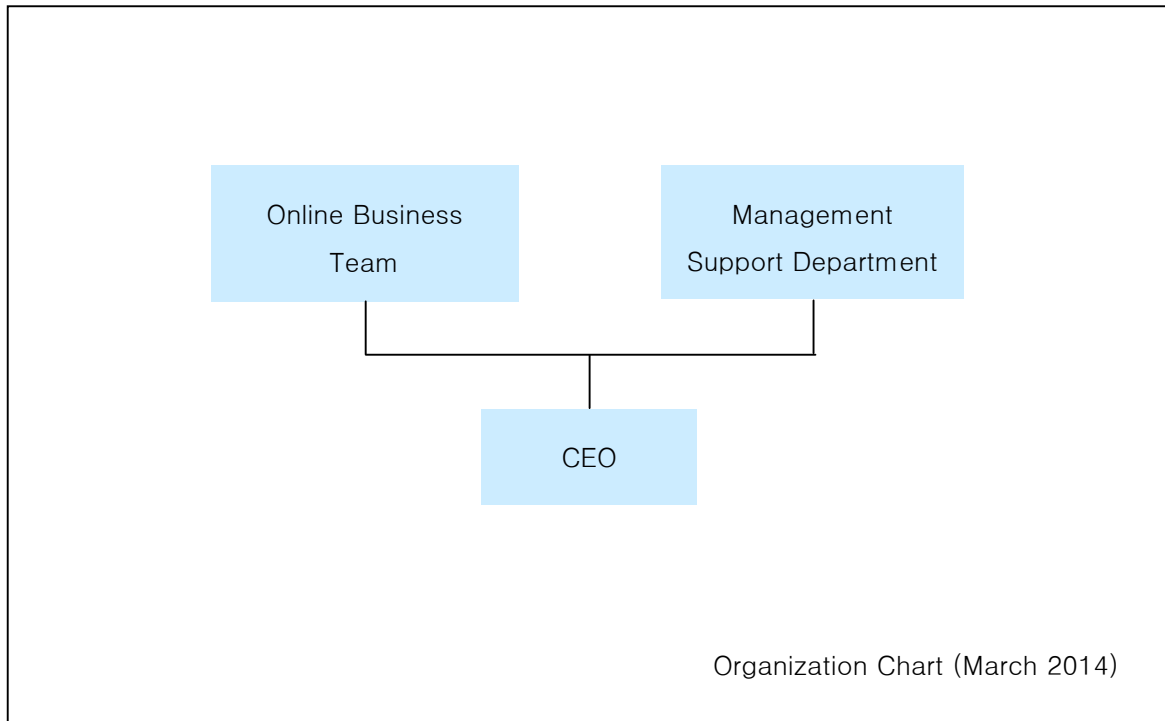 Online Business
Team
Management
Support Department
CEO
Organization Chart (March 2014)